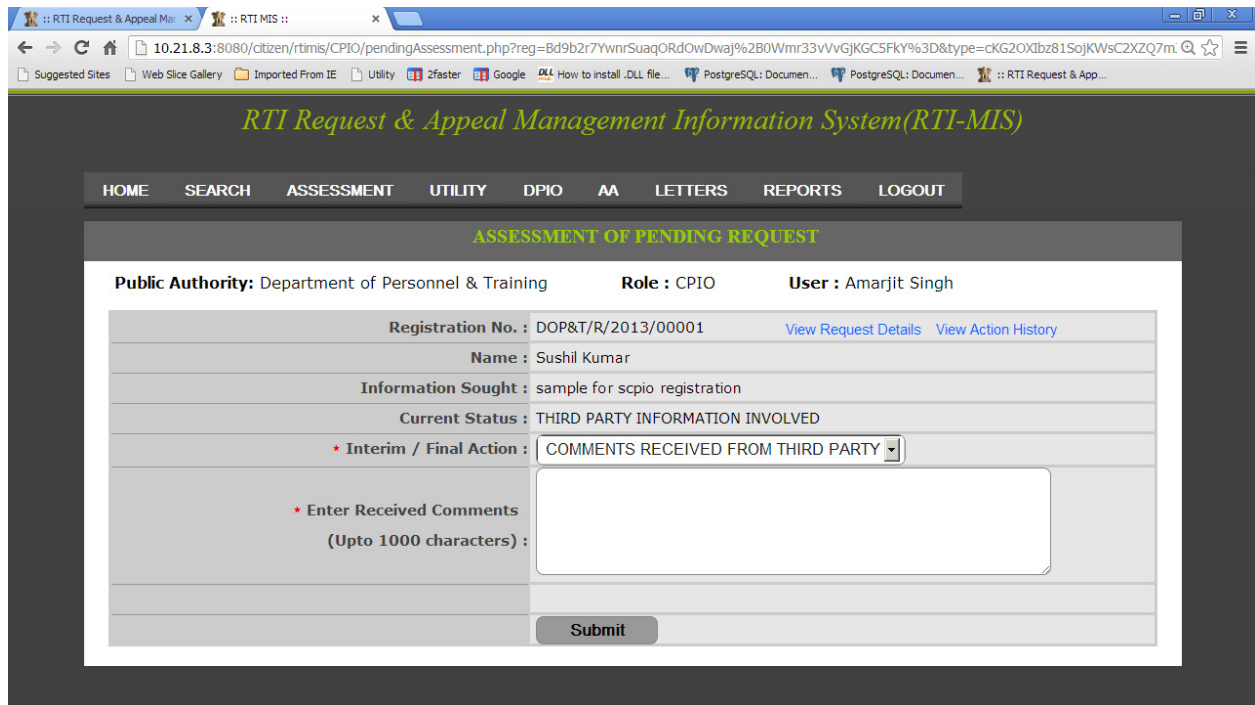 :: RTI Request & Appeal Mar
:: RTI MIS ::
10.21.8.3:8080/citizen/rtimis/CPIO/pendingAssessment.php?reg=Bd9b2r7YwnrSuaqORdOwDwaj%2B0Wmr33vVvGjKGC5FkY%3D&type=cKG2OXIbz81SojKWsC2XZQ7m.
Suggested Sites Web Slice Gallery Imported From IE Utility 2faster Google How to install .DLL file... PostgreSQL: Documen... PostgreSQL: Documen... :: RTI Request & App...
RTI Request & Appeal Management Information System(RTI-MIS)
HOME SEARCH ASSESSMENT UTILITY DPIO AA LETTERS REPORTS LOGOUT
ASSESSMENT OF PENDING REQUEST
Public Authority: Department of Personnel & Training Role : CPIO User : Amarjit Singh
Registration No. : DOP&T/R/2013/00001 View Request Details View Action History
Name : Sushil Kumar
Information Sought : sample for scpio registration
Current Status : THIRD PARTY INFORMATION INVOLVED
* Interim / Final Action : COMMENTS RECEIVED FROM THIRD PARTY
* Enter Received Comments
(Upto 1000 characters) :
Submit